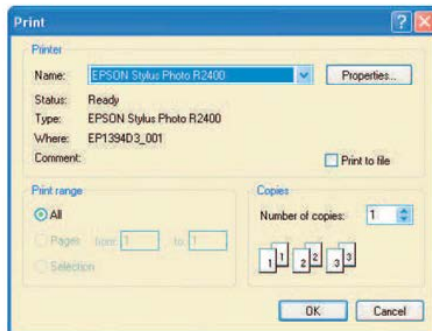 Print
Printer
Name: EPSON Stylus Photo R2400 Properties...
Status: Ready
Type: EPSON Stylus Photo R2400
Where: EP1394D3_001
Comment: Print to file
Print range
All
Pages from: 1 to: 1
Selection
Copies
Number of copies: 1
1 1 2 2 3 3
OK Cancel